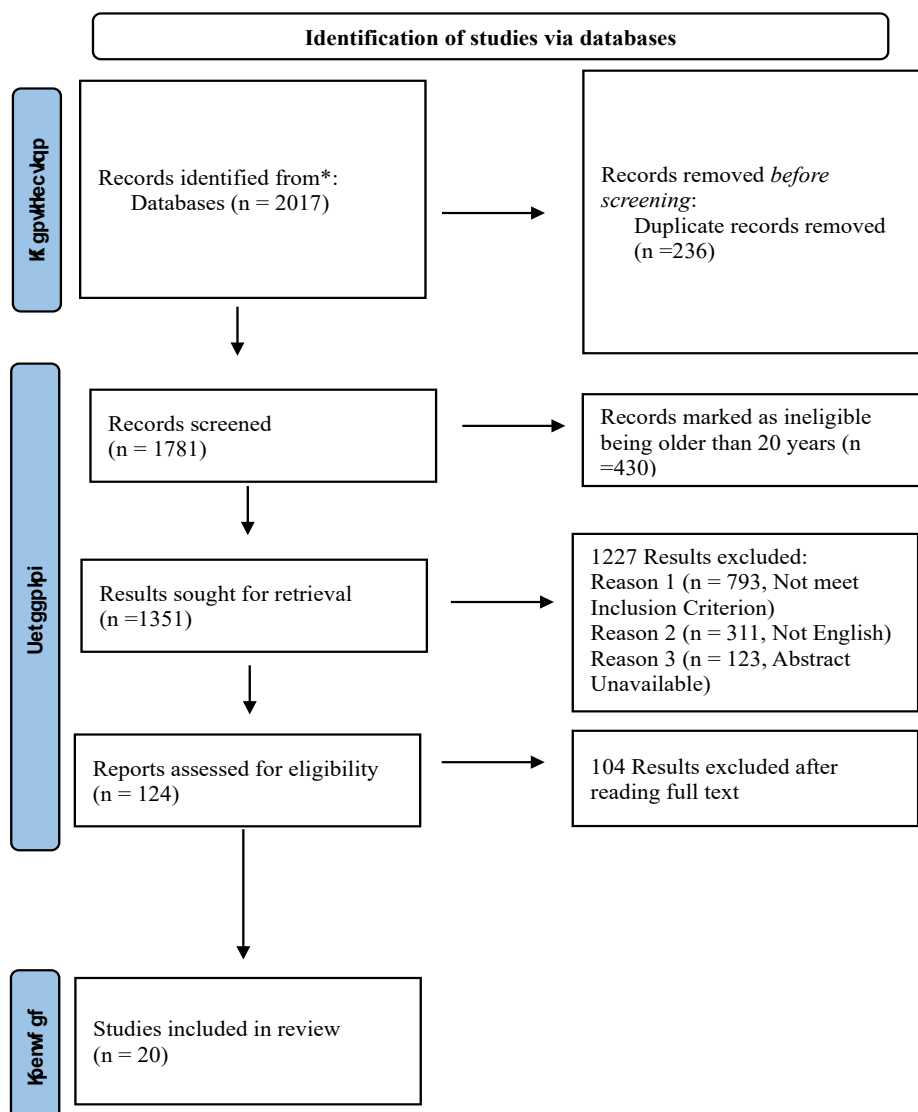 Identification of studies via databases
Records identified from*:
Databases (n = 2017)
Records removed before
screening:
Duplicate records removed
(n =236)
Uetggpkpi
Records screened
(n = 1781)
Records marked as ineligible
being older than 20 years (n
=430)
Results sought for retrieval
(n =1351)
1227 Results excluded:
Reason 1 (n = 793, Not meet
Inclusion Criterion)
Reason 2 (n = 311, Not English)
Reason 3 (n = 123, Abstract
Unavailable)
Reports assessed for eligibility
(n = 124)
104 Results excluded after
reading full text
Kpenwf gf
Studies included in review
(n = 20)